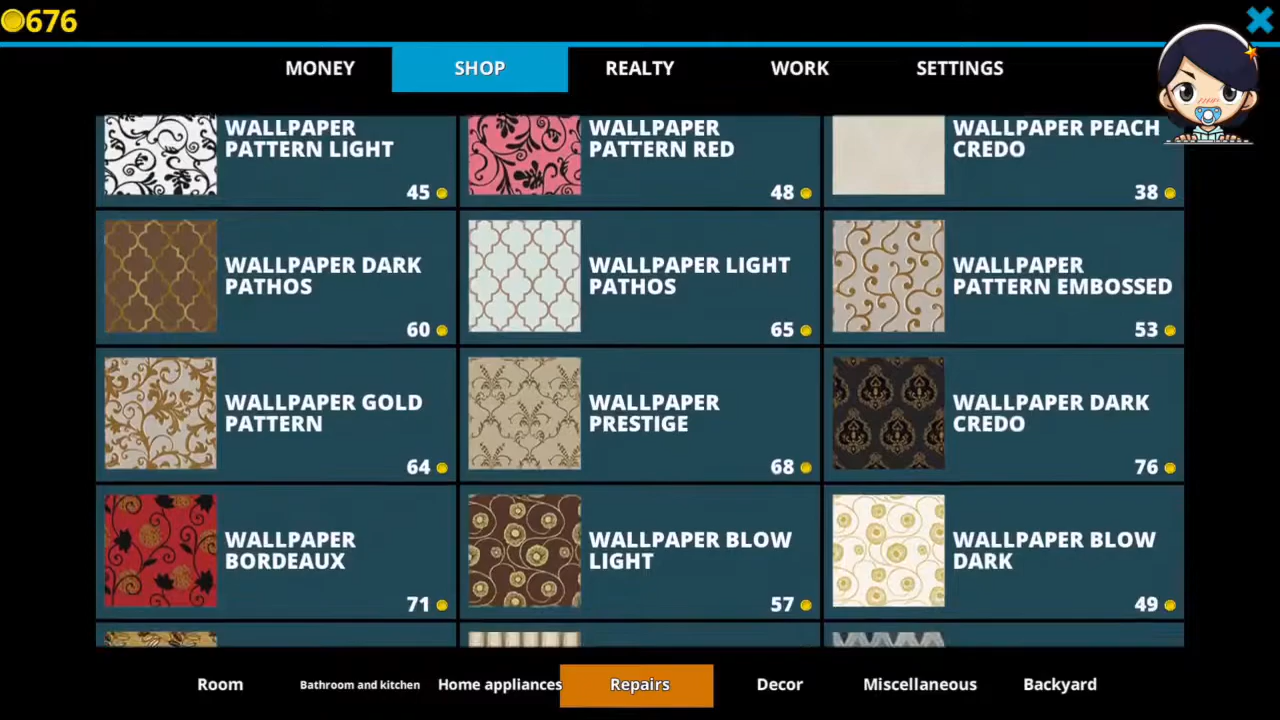 676
MONEY SHOP REALTY WORK SETTINGS
WALLPAPER
PATTERN LIGHT
45
WALLPAPER
PATTERN RED
48
WALLPAPER PEACH
CREDO
38
WALLPAPER DARK
PATHOS
60
WALLPAPER LIGHT
PATHOS
65
WALLPAPER
PATTERN EMBOSSED
53
WALLPAPER GOLD
PATTERN
64
WALLPAPER
PRESTIGE
68
WALLPAPER DARK
CREDO
76
WALLPAPER
BORDEAUX
71
WALLPAPER BLOW
LIGHT
57
WALLPAPER BLOW
DARK
49
Room Bathroom and kitchen Home appliances Repairs Decor Miscellaneous Backyard